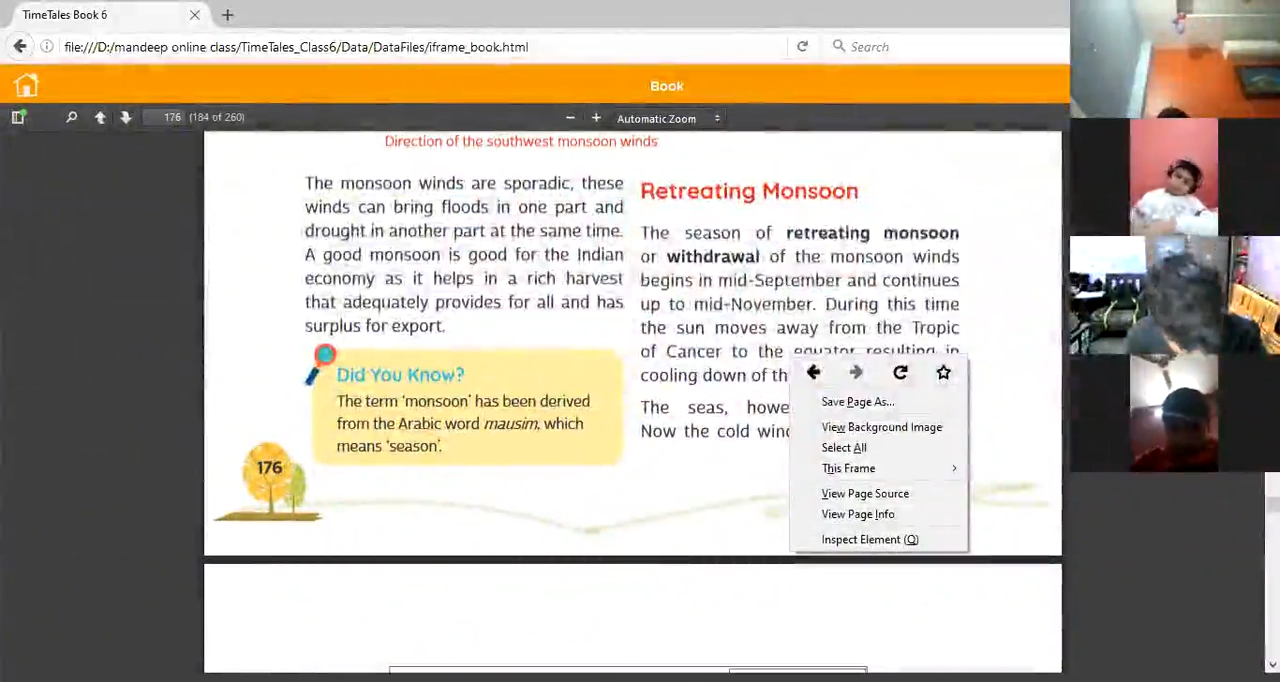 TimeTales Book 6
file:///D:/mandeep online class/TimeTales_Class6/Data/DataFiles/iframe_book.html
Search
Book
176 (184 of 260)
Automatic Zoom
Direction of the southwest monsoon winds
The monsoon winds are sporadic, these
winds can bring floods in one part and
drought in another part at the same time.
A good monsoon is good for the Indian
economy as it helps in a rich harvest
that adequately provides for all and has
surplus for export.
Did You Know?
The term 'monsoon' has been derived
from the Arabic word mausim, which
means 'season'.
176
Retreating Monsoon
The season of retreating monsoon
or withdrawal of the monsoon winds
begins in mid-September and continues
up to mid-November. During this time
the sun moves away from the Tropic
of Cancer to the equator resulting in
cooling down of th
The seas, howe
Now the cold wind
Save Page As...
View Background Image
Select All
This Frame
View Page Source
View Page Info
Inspect Element (Q)